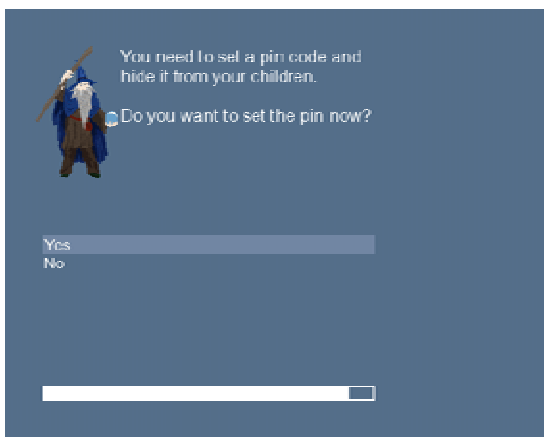 You need to set a pin code and
hide it from your children.
Do you want to set the pin now?
Yes
No